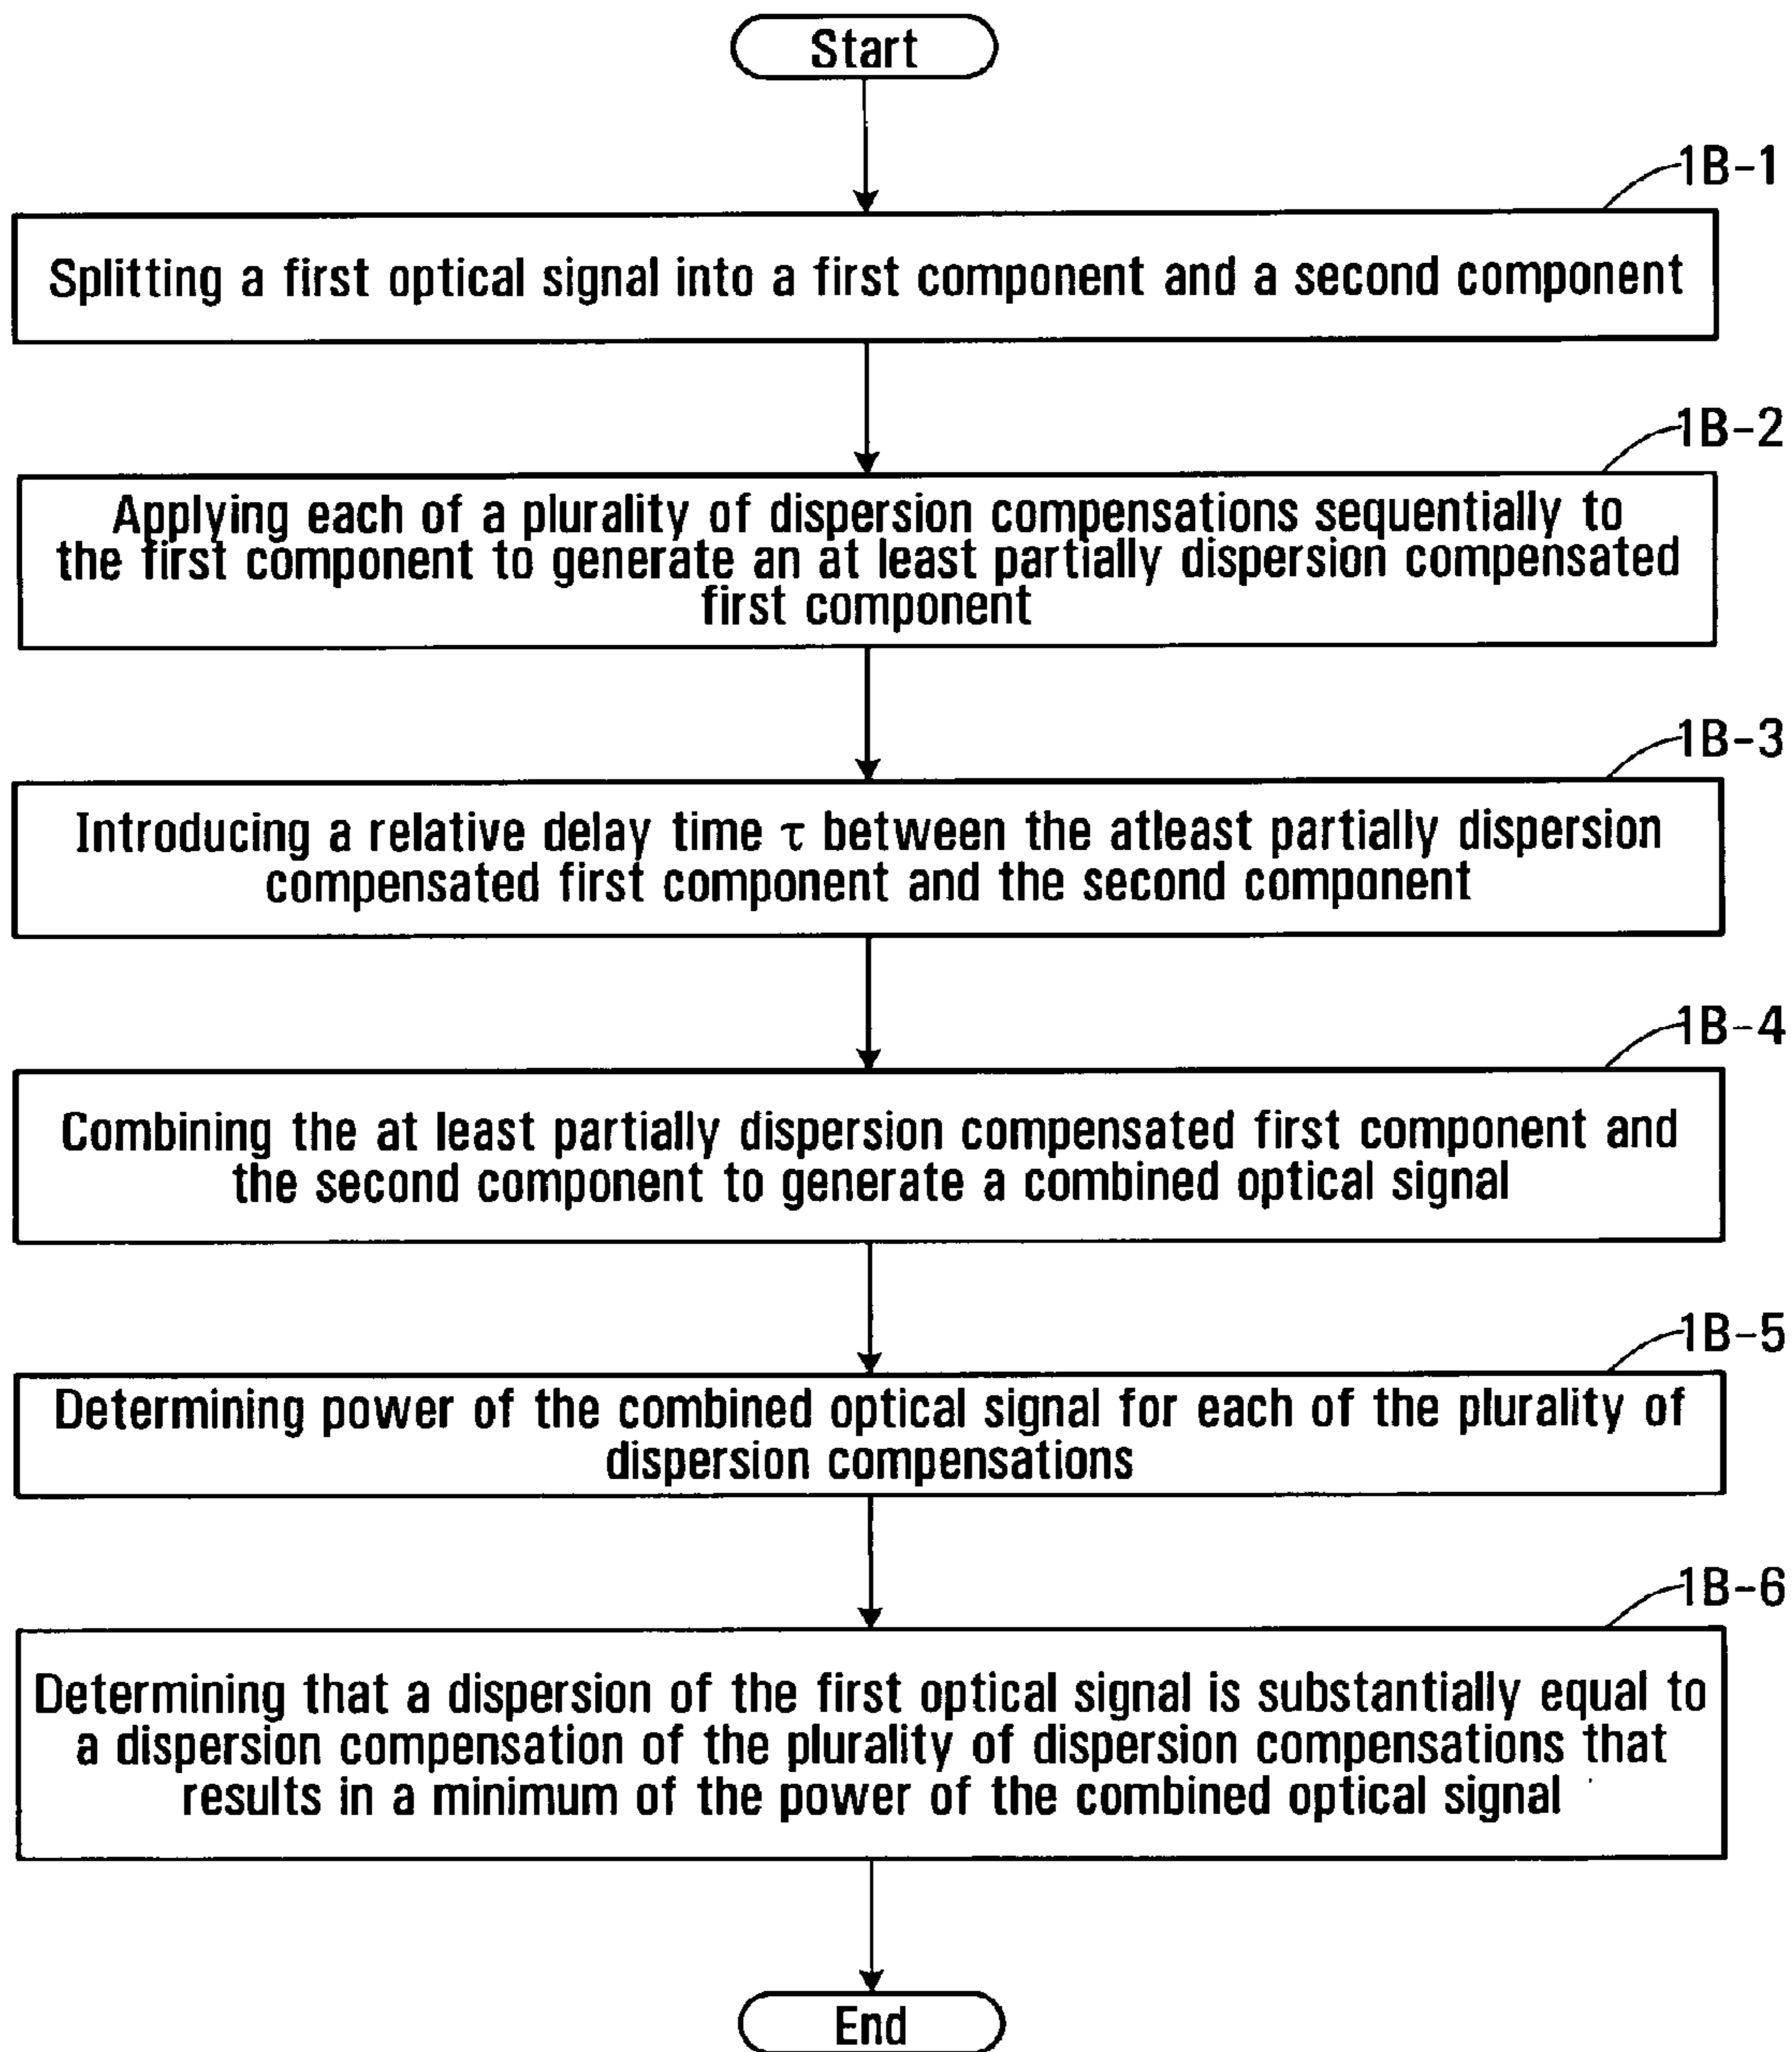 Start
1B-1
Splitting a first optical signal into a first component and a second component
1B-2
Applying each of a plurality of dispersion compensations sequentially to
the first component to generate an at least partially dispersion compensated
first component
1B-3
Introducing a relative delay time τ between the atleast partially dispersion
compensated first component and the second component
1B-4
Combining the at least partially dispersion compensated first component and
the second component to generate a combined optical signal
1B-5
Determining power of the combined optical signal for each of the plurality of
dispersion compensations
1B-6
Determining that a dispersion of the first optical signal is substantially equal to
a dispersion compensation of the plurality of dispersion compensations that
results in a minimum of the power of the combined optical signal
End